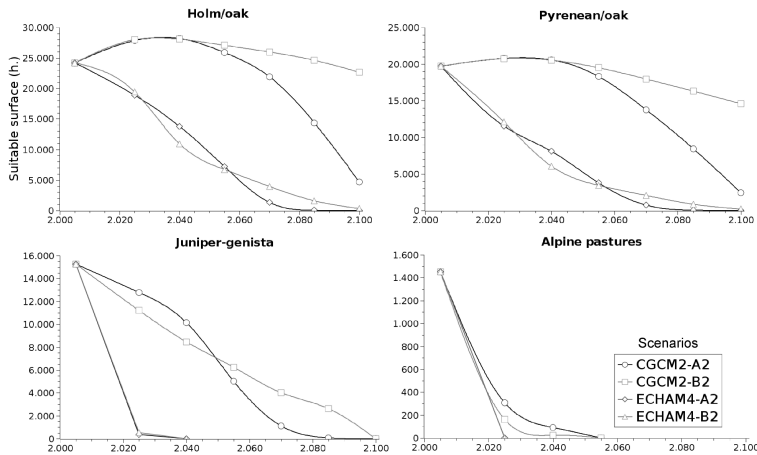 Holm/oak
Pyrenean/oak
Suitable surface (h.)
30.000
25.000
20.000
15.000
10.000
5.000
0
2.000 2.020 2.040 2.060 2.080 2.100
25.000
20.000
15.000
10.000
5.000
0
2.000 2.020 2.040 2.060 2.080 2.100
Juniper-genista
Alpine pastures
16.000
14.000
12.000
10.000
8.000
6.000
4.000
2.000
0
2.000 2.020 2.040 2.060 2.080 2.100
1.600
1.400
1.200
1.000
800
600
400
200
0
2.000 2.020 2.040 2.060 2.080 2.100
Scenarios
CGCM2-A2
CGCM2-B2
ECHAM4-A2
ECHAM4-B2